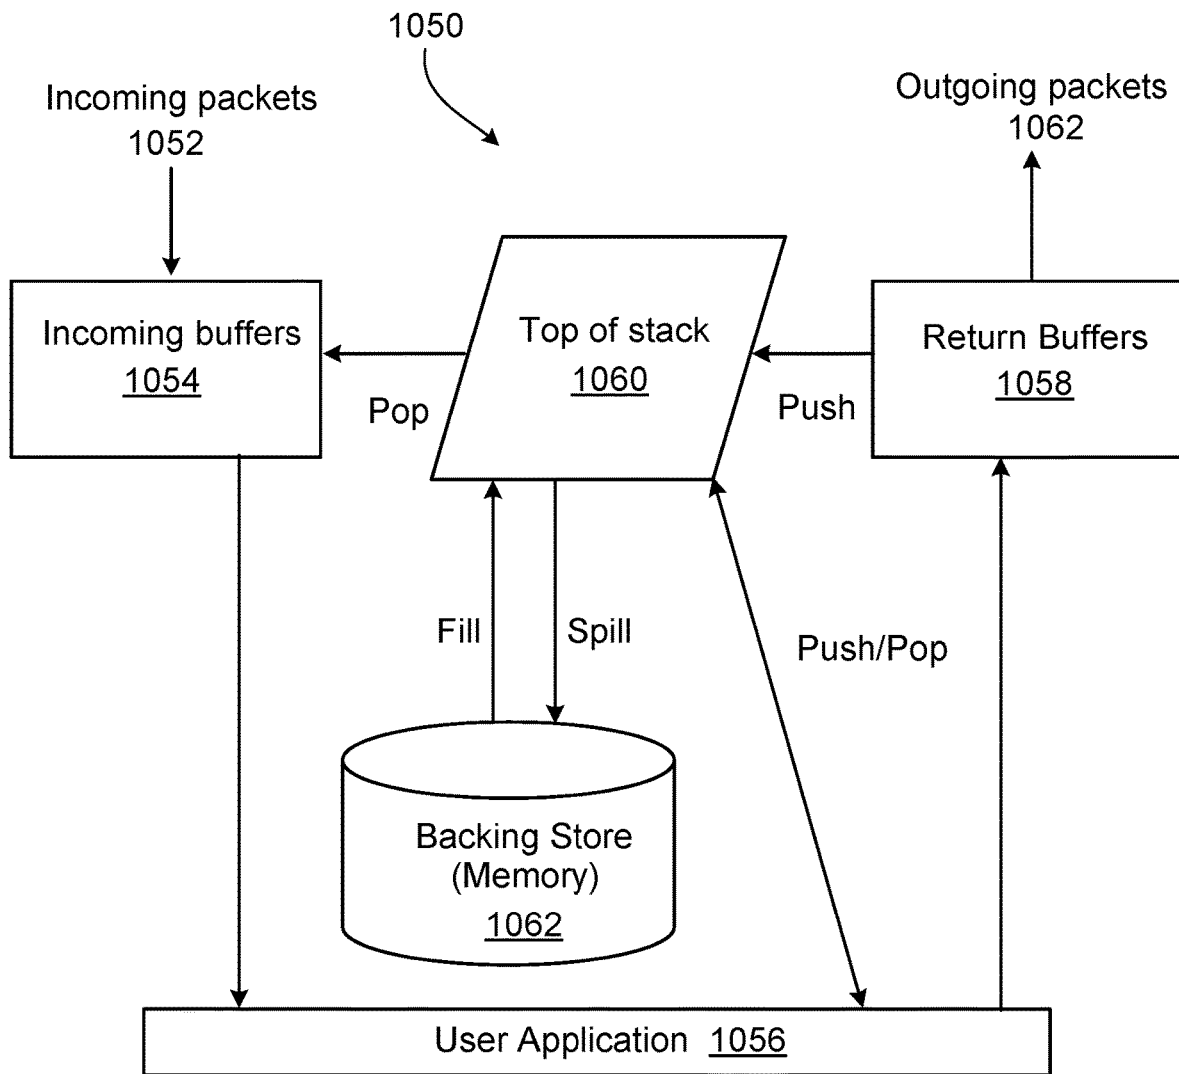 1050
Incoming packets
1052
Outgoing packets
1062
Incoming buffers
1054
Top of stack
1060
Return Buffers
1058
Pop
Push
Fill
Spill
Push/Pop
Backing Store
(Memory)
1062
User Application 1056